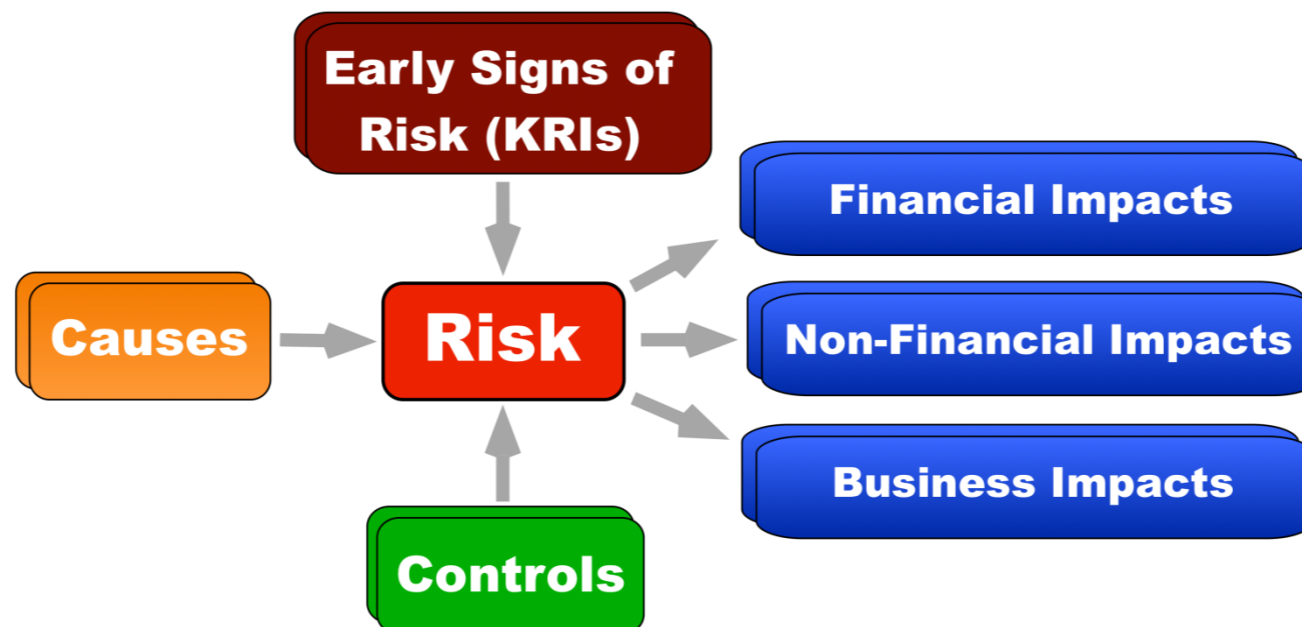 Early Signs of
Risk (KRIs)
Financial Impacts
Causes
Risk
Non-Financial Impacts
Business Impacts
Controls